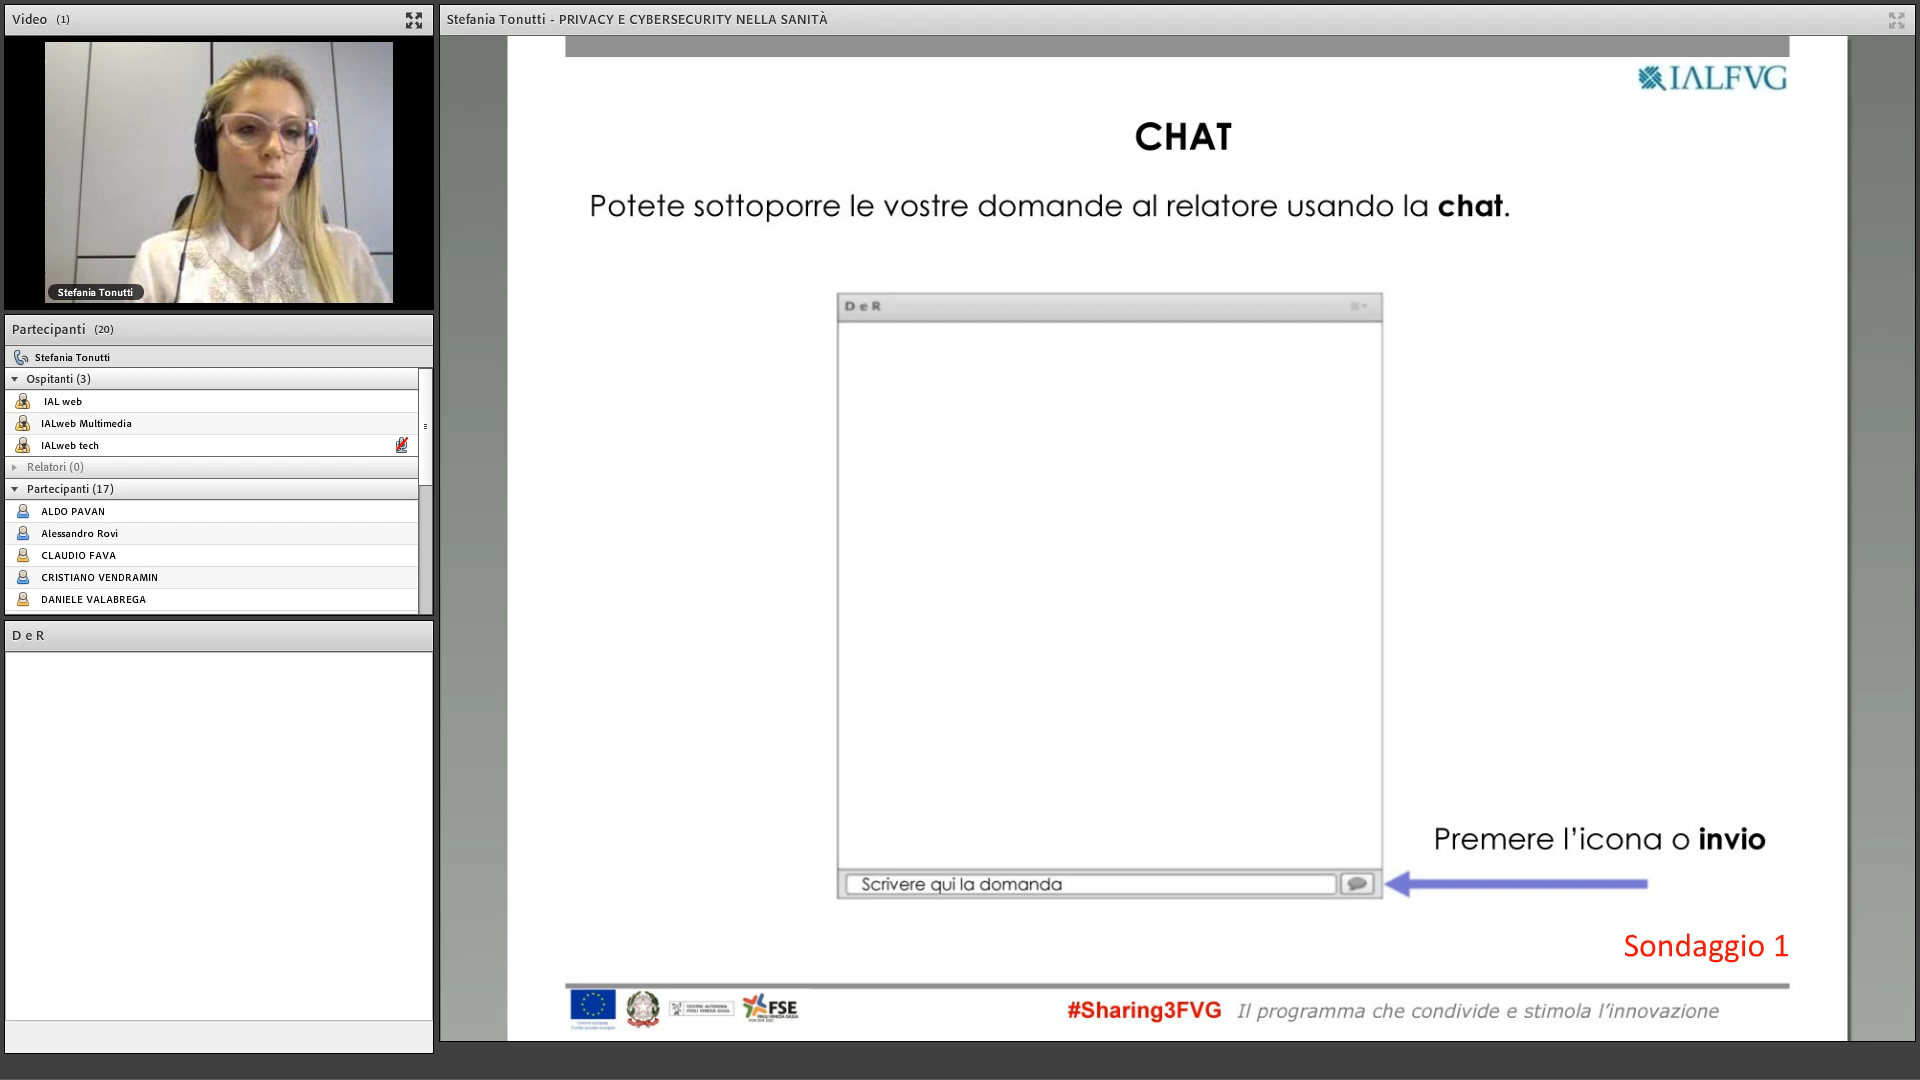 Video (1)
Stefania Tonutti
Partecipanti (20)
Stefania Tonutti
Ospitanti (3)
IAL web
IALweb Multimedia
IALweb tech
Relatori (0)
Partecipanti (17)
ALDO PAVAN
Alessandro Rovi
CLAUDIO FAVA
CRISTIANO VENDRAMIN
DANIELE VALABREGA
D e R
Stefania Tonutti - PRIVACY E CYBERSECURITY NELLA SANITÀ
IALFVG
CHAT
Potete sottoporre le vostre domande al relatore usando la chat.
D e R
Scrivere qui la domanda
Premere l'icona o invio
Sondaggio 1
FSE
#Sharing3FVG Il programma che condivide e stimola l'innovazione